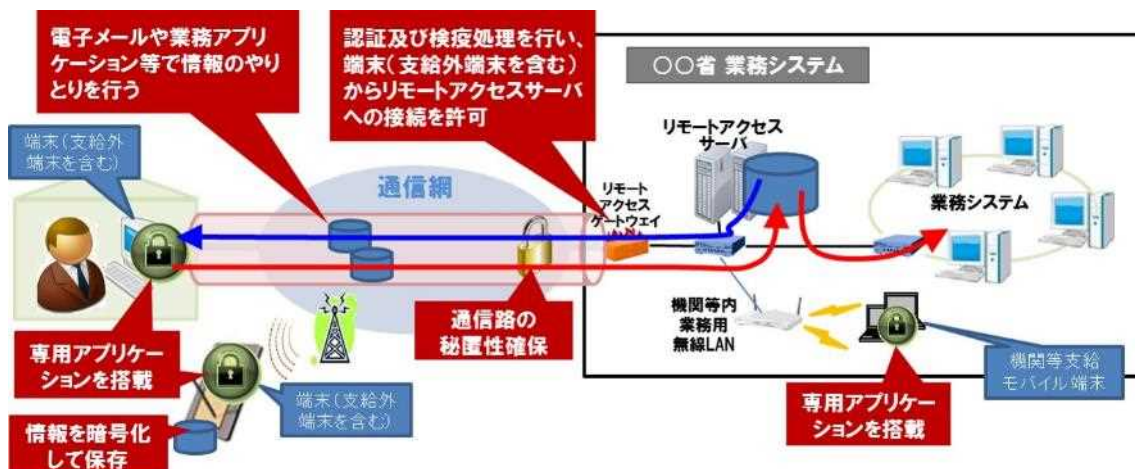 電子メールや業務アプリ
ケーション等で情報のやり
とりを行う
認証及び検疫処理を行い、
端末（支給外端末を含む）
からリモートアクセスサーバ
への接続を許可
〇〇省 業務システム
端末（支給外
端末を含む）
通信網
リモートアクセス
サーバ
リモート
アクセス
ゲートウェイ
業務システム
通信路の
秘匿性確保
機関等内
業務用
無線LAN
専用アプリケー
ションを搭載
端末（支給外
端末を含む）
情報を暗号化
して保存
専用アプリケー
ションを搭載
機関等支給
モバイル端末